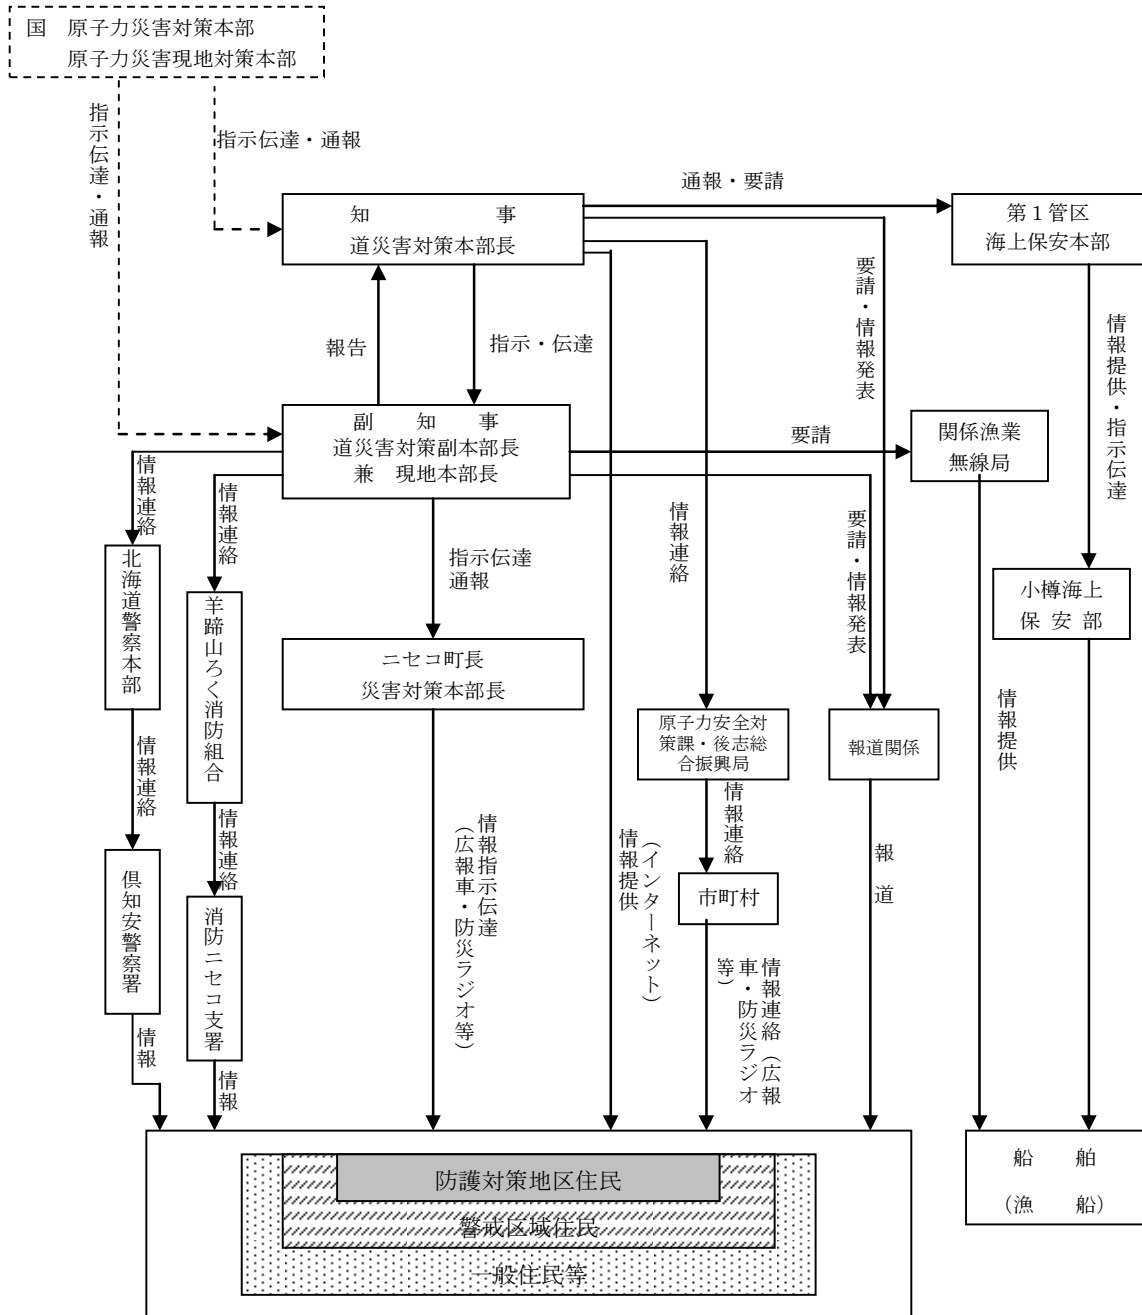 国 原子力災害対策本部
原子力災害現地対策本部
指示伝達・通報
指示伝達・通報
通報・要請
知 事
道災害対策本部長
第１管区
海上保安本部
報告
指示・伝達
要請・情報発表
情報提供・指示伝達
副 知 事
道災害対策副本部長
兼 現地本部長
要請
関係漁業
無線局
情報連絡
情報連絡
指示伝達
通報
情報連絡
要請・情報発表
北海道警察本部
羊蹄山ろく消防組合
小樽海上
保安部
ニセコ町長
災害対策本部長
原子力安全対
策課・後志総
合振興局
報道関係
情報提供
情報連絡
情報連絡
情報連絡
倶知安警察署
消防ニセコ支署
情報指示伝達
（広報車・防災ラジオ等）
（インターネット）
情報提供
市町村
報道
情報連絡（広報
車・防災ラジオ
等）
情報
情報
防護対策地区住民
警戒区域住民
一般住民等
船 舶
（漁 船）